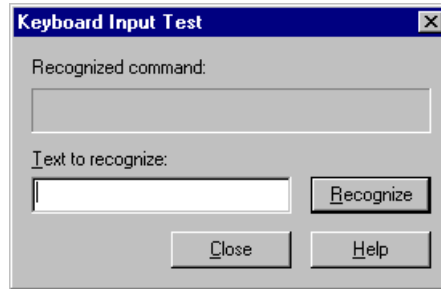 Keyboard Input Test
Recognized command:
Text to recognize:
Recognize
Close Help